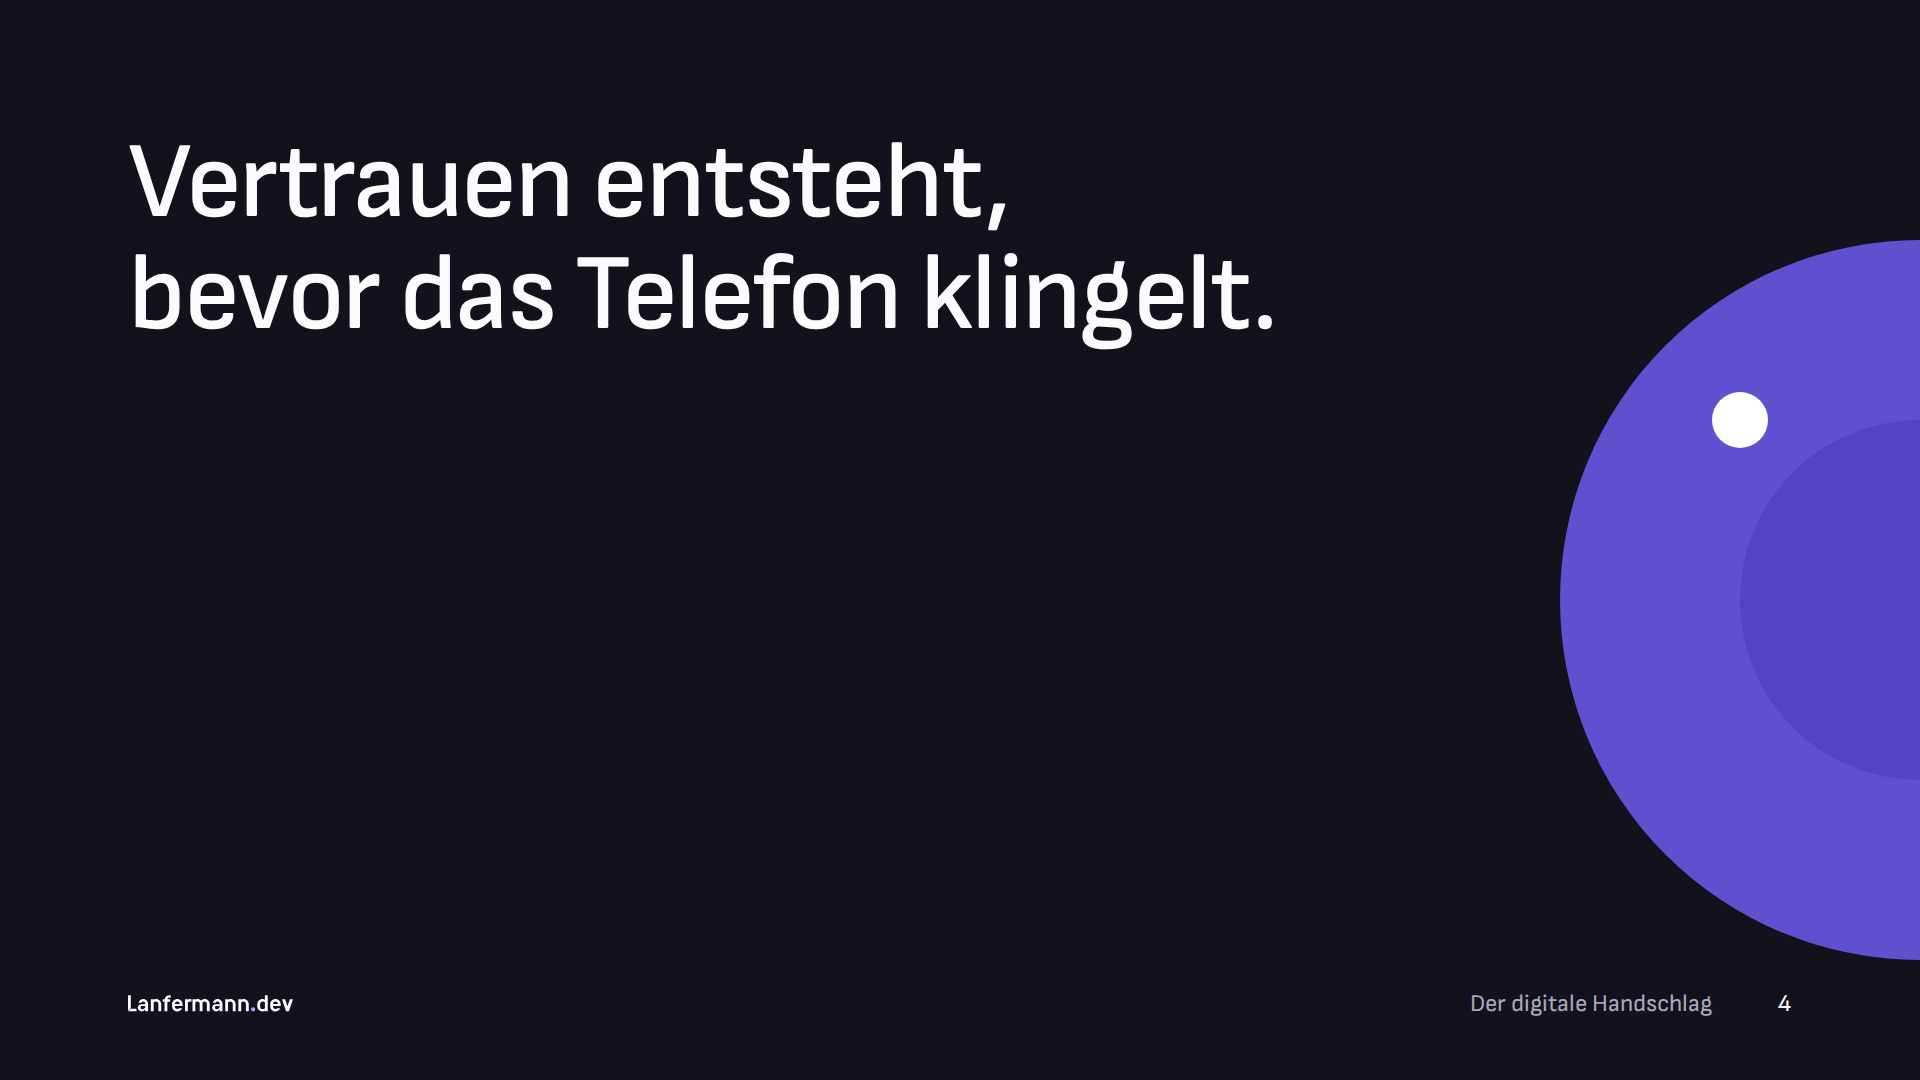 Vertrauen entsteht,
bevor das Telefon klingelt.
Lanfermann.dev
Der digitale Handschlag
4